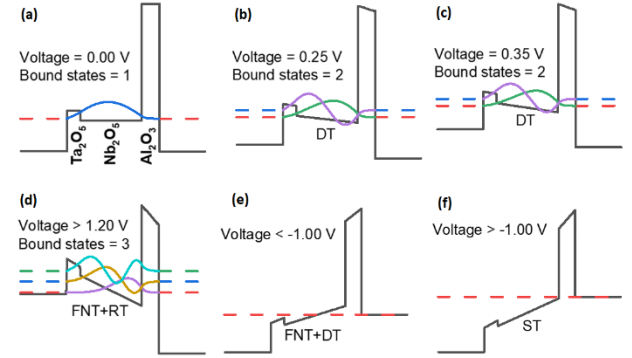 (a)
Voltage = 0.00 V
Bound states = 1
Ta₂O₅
Nb₂O₅
Al₂O₃
(b)
Voltage = 0.25 V
Bound states = 2
DT
(c)
Voltage = 0.35 V
Bound states = 2
DT
(d)
Voltage > 1.20 V
Bound states = 3
FNT+RT
(e)
Voltage < -1.00 V
FNT+DT
(f)
Voltage > -1.00 V
ST